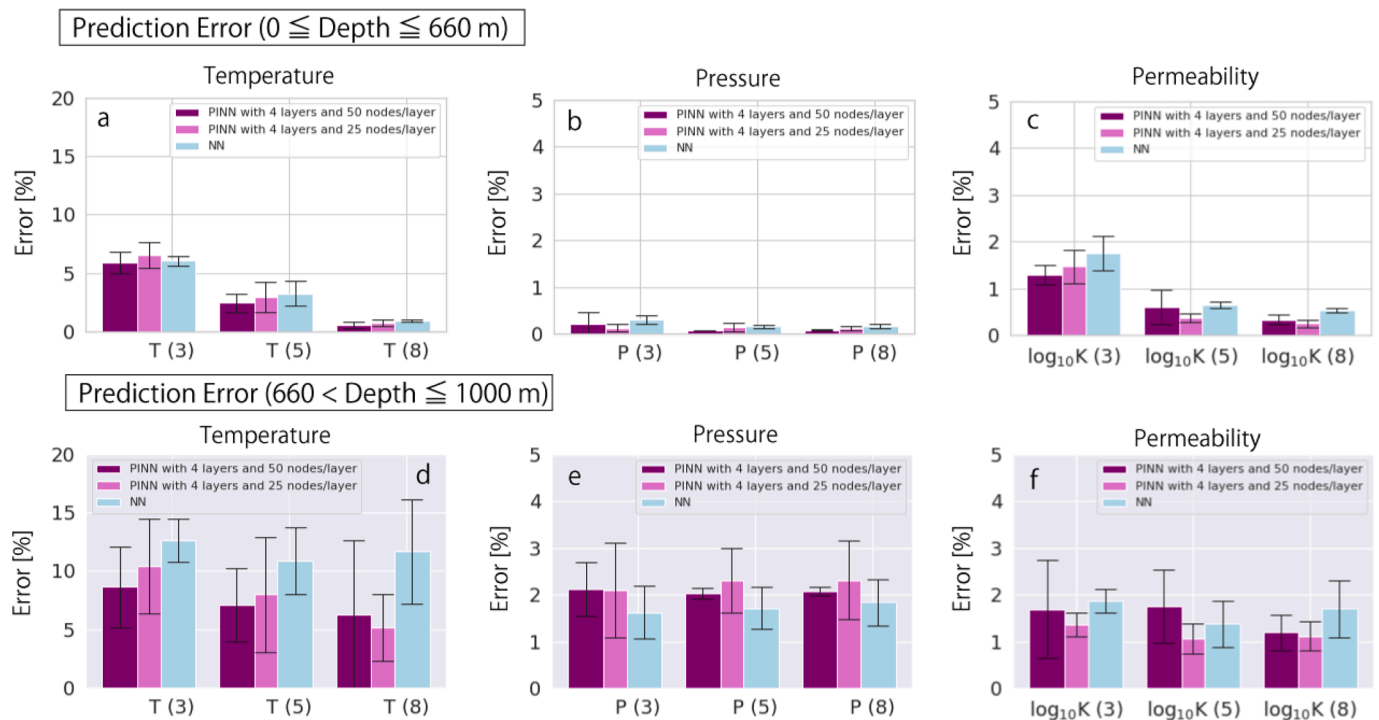 Prediction Error (0 ≦ Depth ≦ 660 m)
Temperature
a
PINN with 4 layers and 50 nodes/layer
PINN with 4 layers and 25 nodes/layer
NN
Error [%]
20
15
10
5
0
T (3) T (5) T (8)
Pressure
b
PINN with 4 layers and 50 nodes/layer
PINN with 4 layers and 25 nodes/layer
NN
Error [%]
5
4
3
2
1
0
P (3) P (5) P (8)
Permeability
c
PINN with 4 layers and 50 nodes/layer
PINN with 4 layers and 25 nodes/layer
NN
Error [%]
5
4
3
2
1
0
log₁₀K (3) log₁₀K (5) log₁₀K (8)
Prediction Error (660 < Depth ≦ 1000 m)
Temperature
d
PINN with 4 layers and 50 nodes/layer
PINN with 4 layers and 25 nodes/layer
NN
Error [%]
20
15
10
5
0
T (3) T (5) T (8)
Pressure
e
PINN with 4 layers and 50 nodes/layer
PINN with 4 layers and 25 nodes/layer
NN
Error [%]
5
4
3
2
1
0
P (3) P (5) P (8)
Permeability
f
PINN with 4 layers and 50 nodes/layer
PINN with 4 layers and 25 nodes/layer
NN
Error [%]
5
4
3
2
1
0
log₁₀K (3) log₁₀K (5) log₁₀K (8)